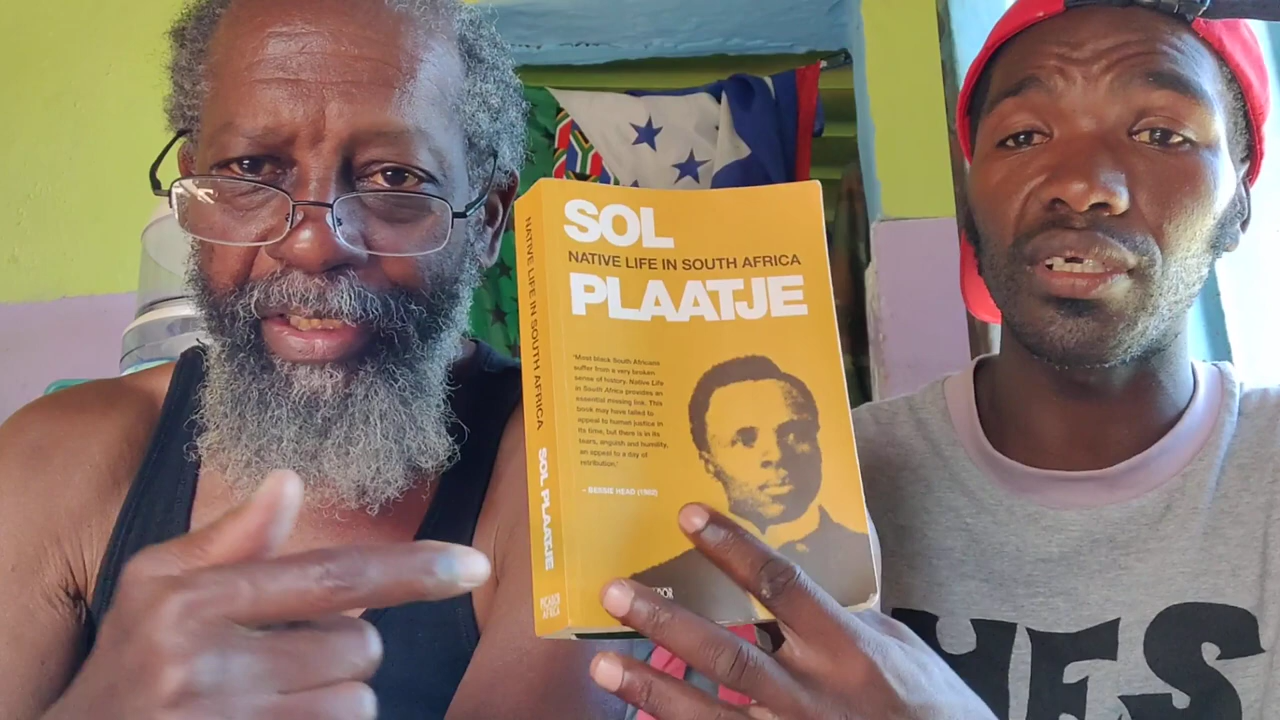 SOL
NATIVE LIFE IN SOUTH AFRICA
PLAATJE
'Most black South Africans
suffer from a very broken
sense of history. Native Life
in South Africa provides an
essential missing link. This
book may have failed to
appeal to human justice in
its time, but there is in its
tears, anguish and humility,
an appeal to a day of
retribution.'
– BESSIE HEAD (1982)
NATIVE LIFE IN SOUTH AFRICA SOL PLAATJE
PICADOR
AFRICA
HES